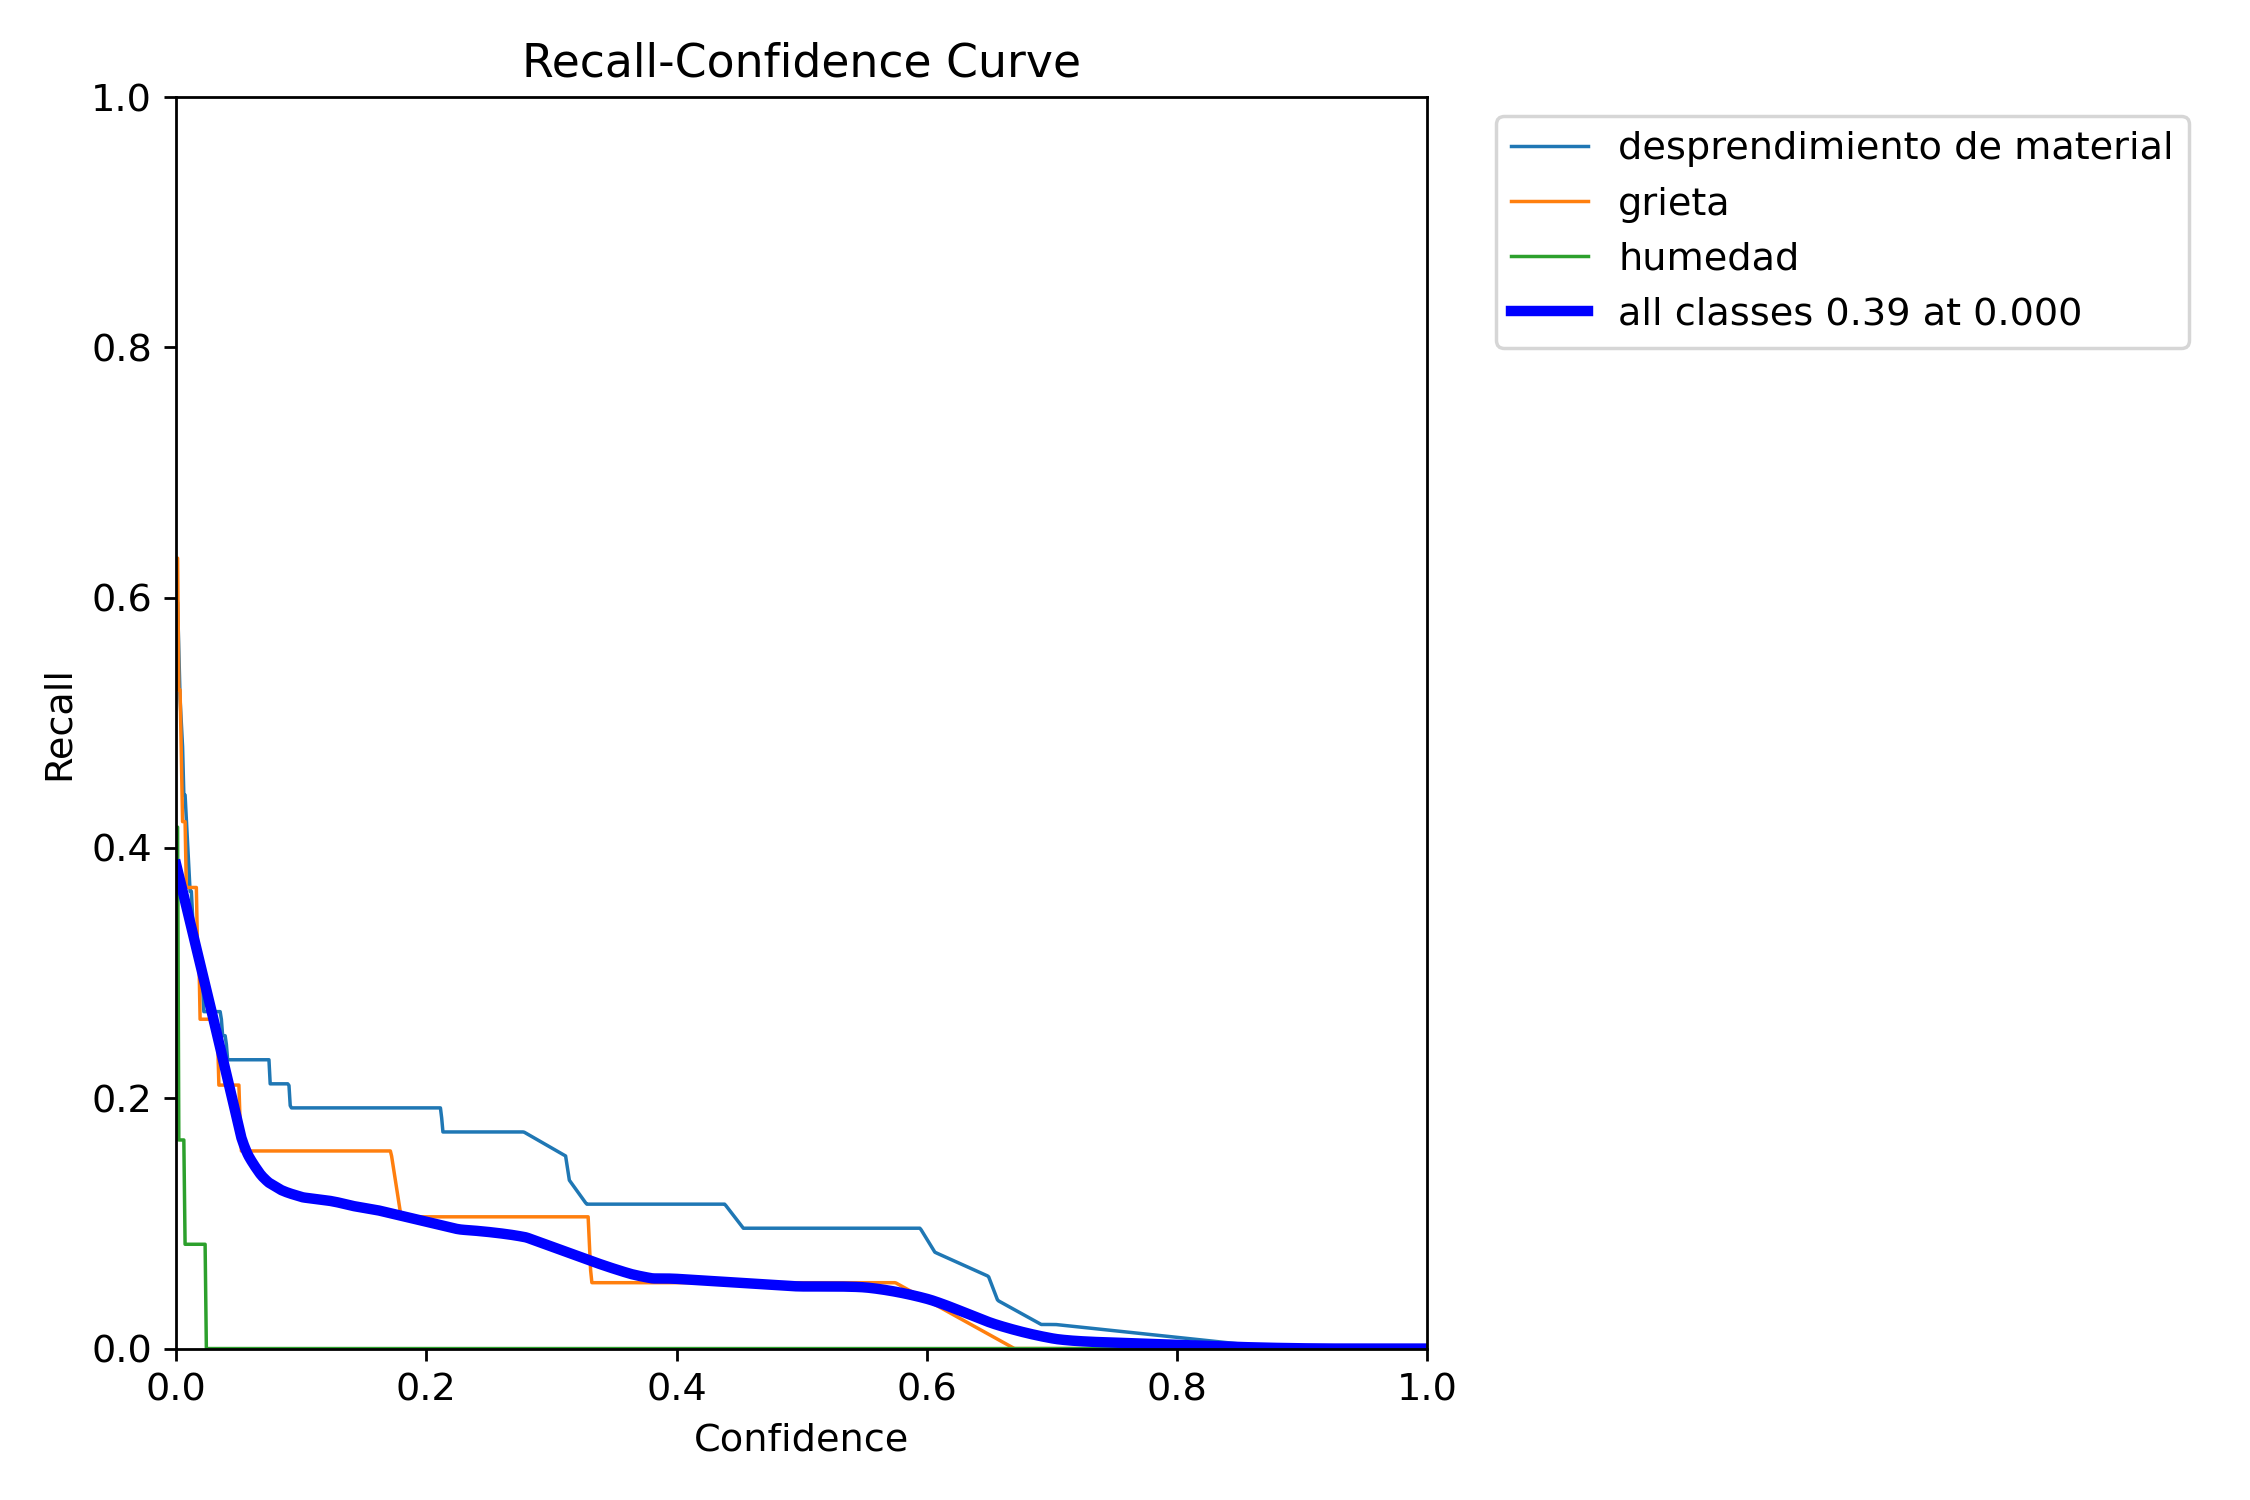 Recall-Confidence Curve
1.0
0.8
0.6
0.4
0.2
0.0
Recall
0.0 0.2 0.4 0.6 0.8 1.0
Confidence
desprendimiento de material
grieta
humedad
all classes 0.39 at 0.000